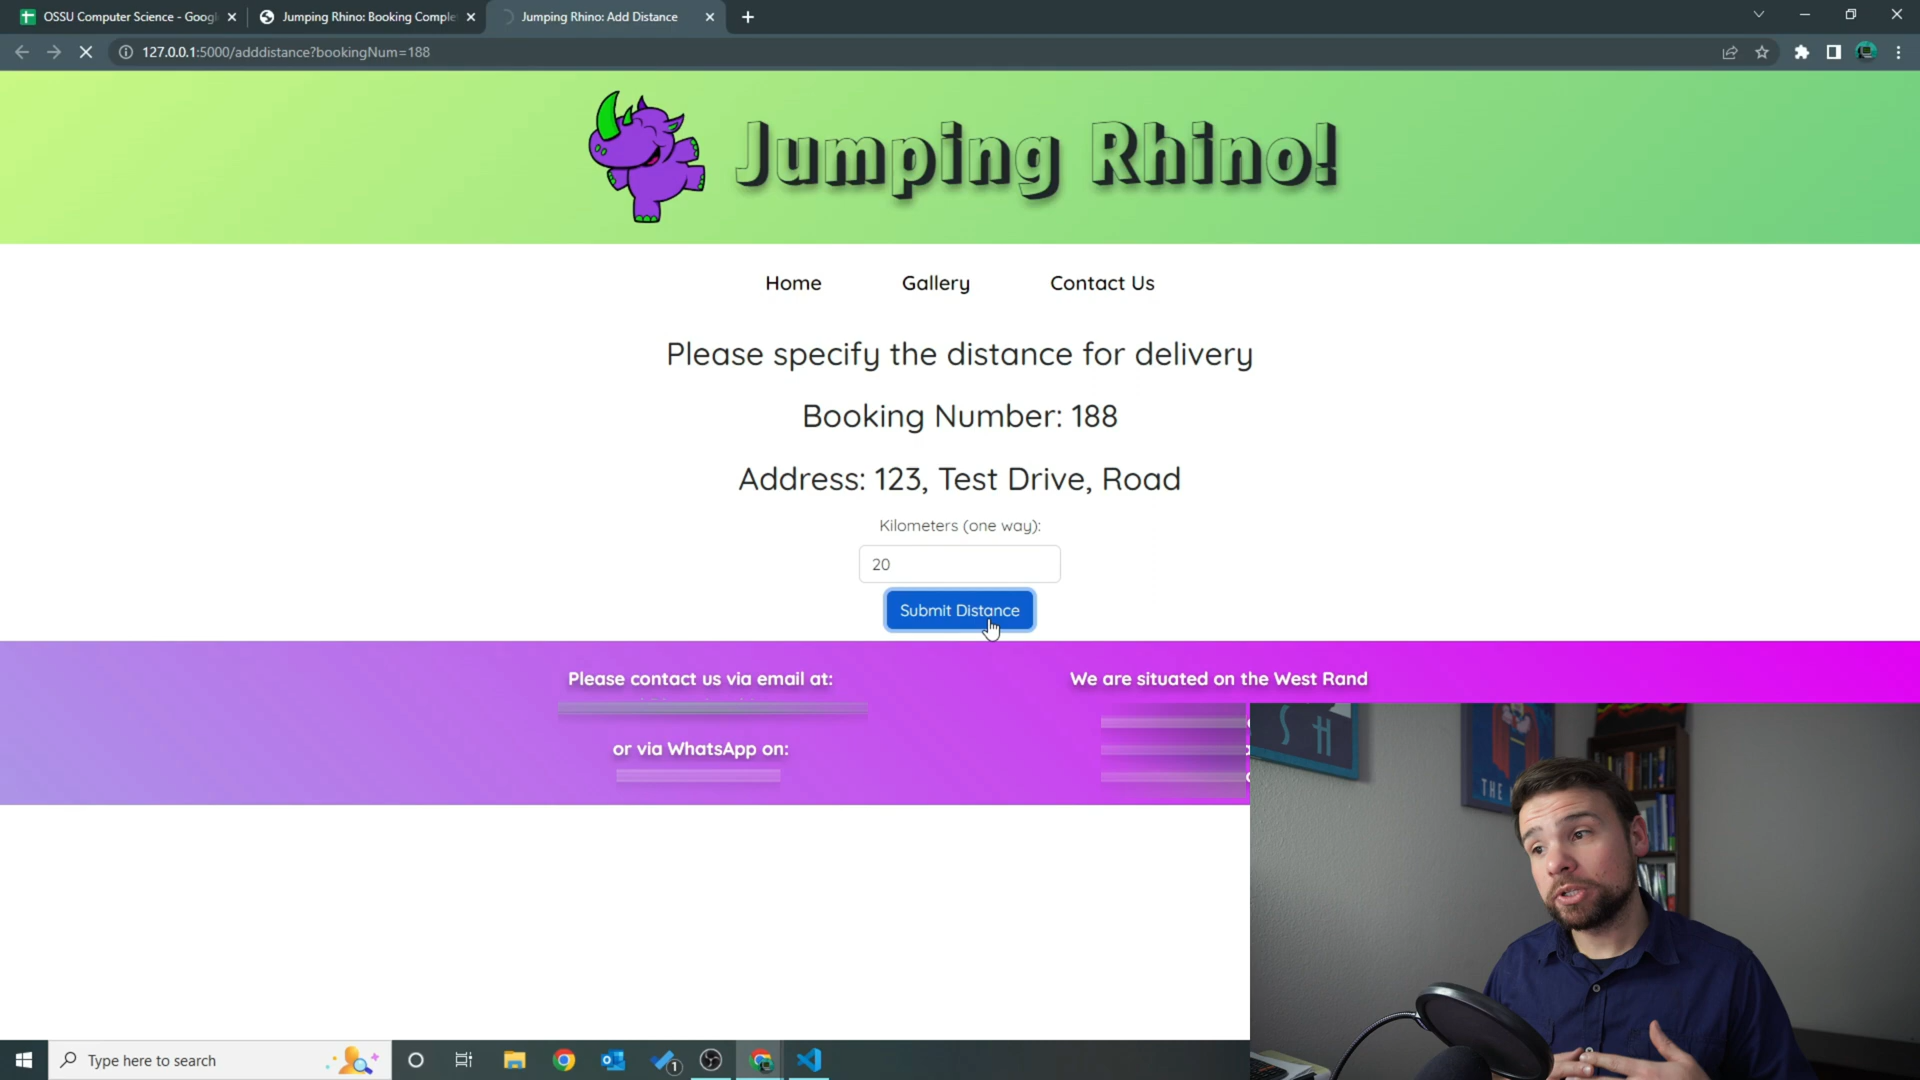 OSSU Computer Science - Googl
Jumping Rhino: Booking Comple
Jumping Rhino: Add Distance
127.0.0.1:5000/adddistance?bookingNum=188
Jumping Rhino!
Home
Gallery
Contact Us
Please specify the distance for delivery
Booking Number: 188
Address: 123, Test Drive, Road
Kilometers (one way):
20
Submit Distance
Please contact us via email at:
We are situated on the West Rand
or via WhatsApp on:
S H
THE
Type here to search
1